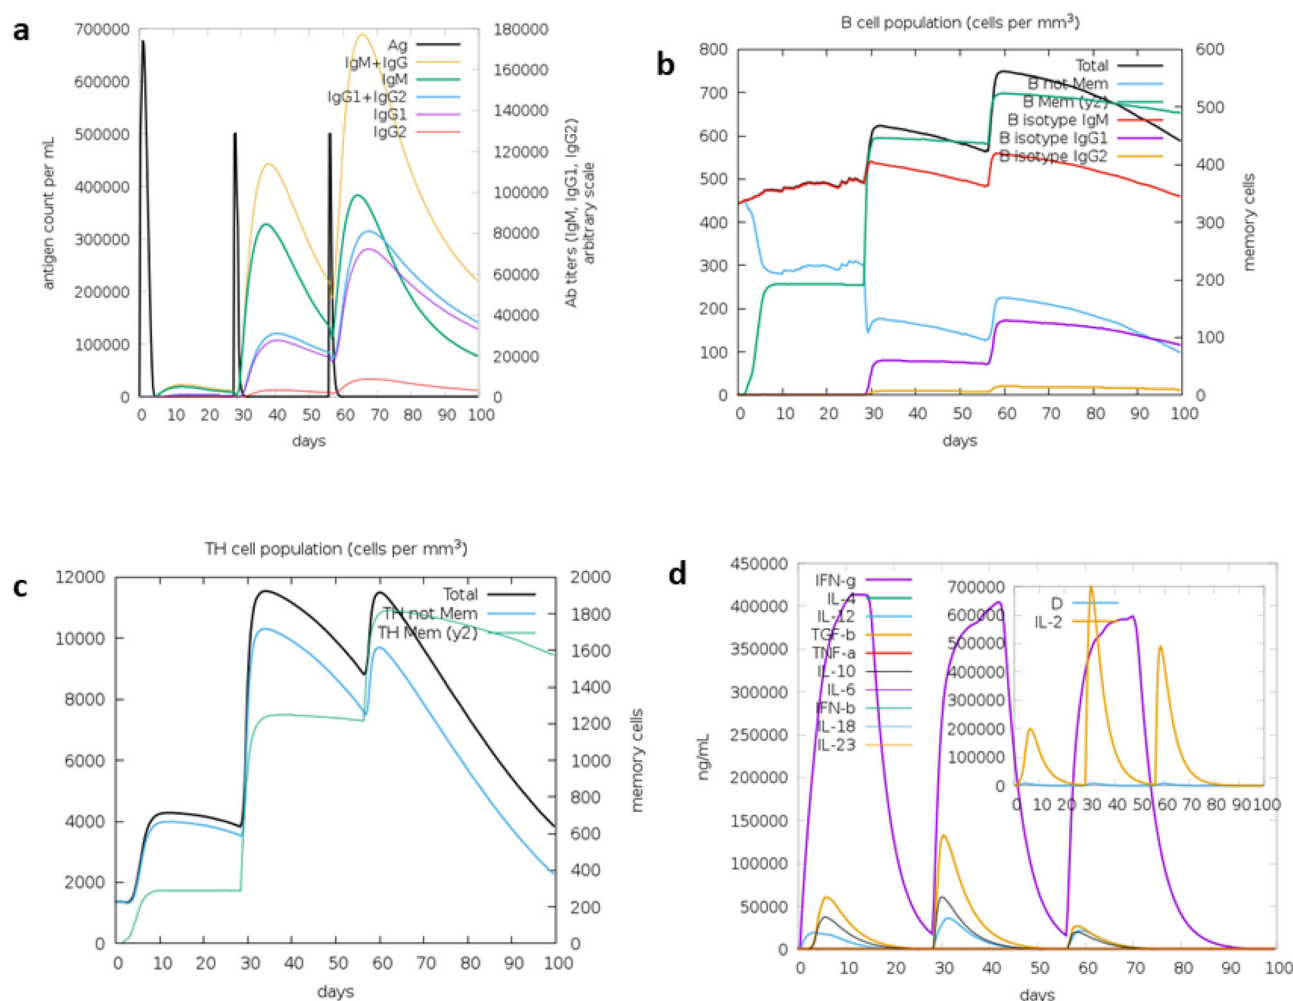 a
700000
600000
500000
400000
300000
200000
100000
0
antigen count per mL
180000
160000
140000
120000
100000
80000
60000
40000
20000
0
Ab titers (IgM, IgG1, IgG2)
arbitrary scale
Ag
IgM+IgG
IgM
IgG1+IgG2
IgG1
IgG2
0 10 20 30 40 50 60 70 80 90 100
days
b
B cell population (cells per mm³)
800
700
600
500
400
300
200
100
0
600
500
400
300
200
100
0
memory cells
Total
B not Mem
B Mem (y2)
B isotype IgM
B isotype IgG1
B isotype IgG2
0 10 20 30 40 50 60 70 80 90 100
days
c
TH cell population (cells per mm³)
12000
10000
8000
6000
4000
2000
0
2000
1800
1600
1400
1200
1000
800
600
400
200
0
memory cells
Total
TH not Mem
TH Mem (y2)
0 10 20 30 40 50 60 70 80 90 100
days
d
450000
400000
350000
300000
250000
200000
150000
100000
50000
0
ng/mL
IFN-g
IL-4
IL-12
TGF-b
TNF-a
IL-10
IL-6
IFN-b
IL-18
IL-23
700000
600000
500000
400000
300000
200000
100000
0
D
IL-2
0 10 20 30 40 50 60 70 80 90 100
0 10 20 30 40 50 60 70 80 90 100
days